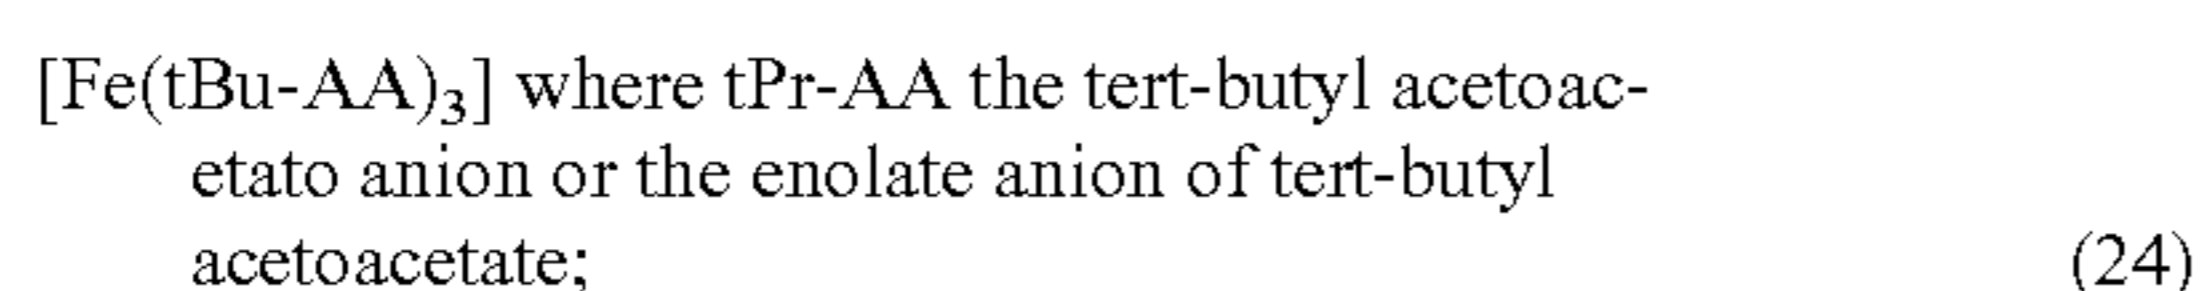 [Fe(tBu-AA)₃] where tPr-AA the tert-butyl acetoac-
etato anion or the enolate anion of tert-butyl
acetoacetate; (24)